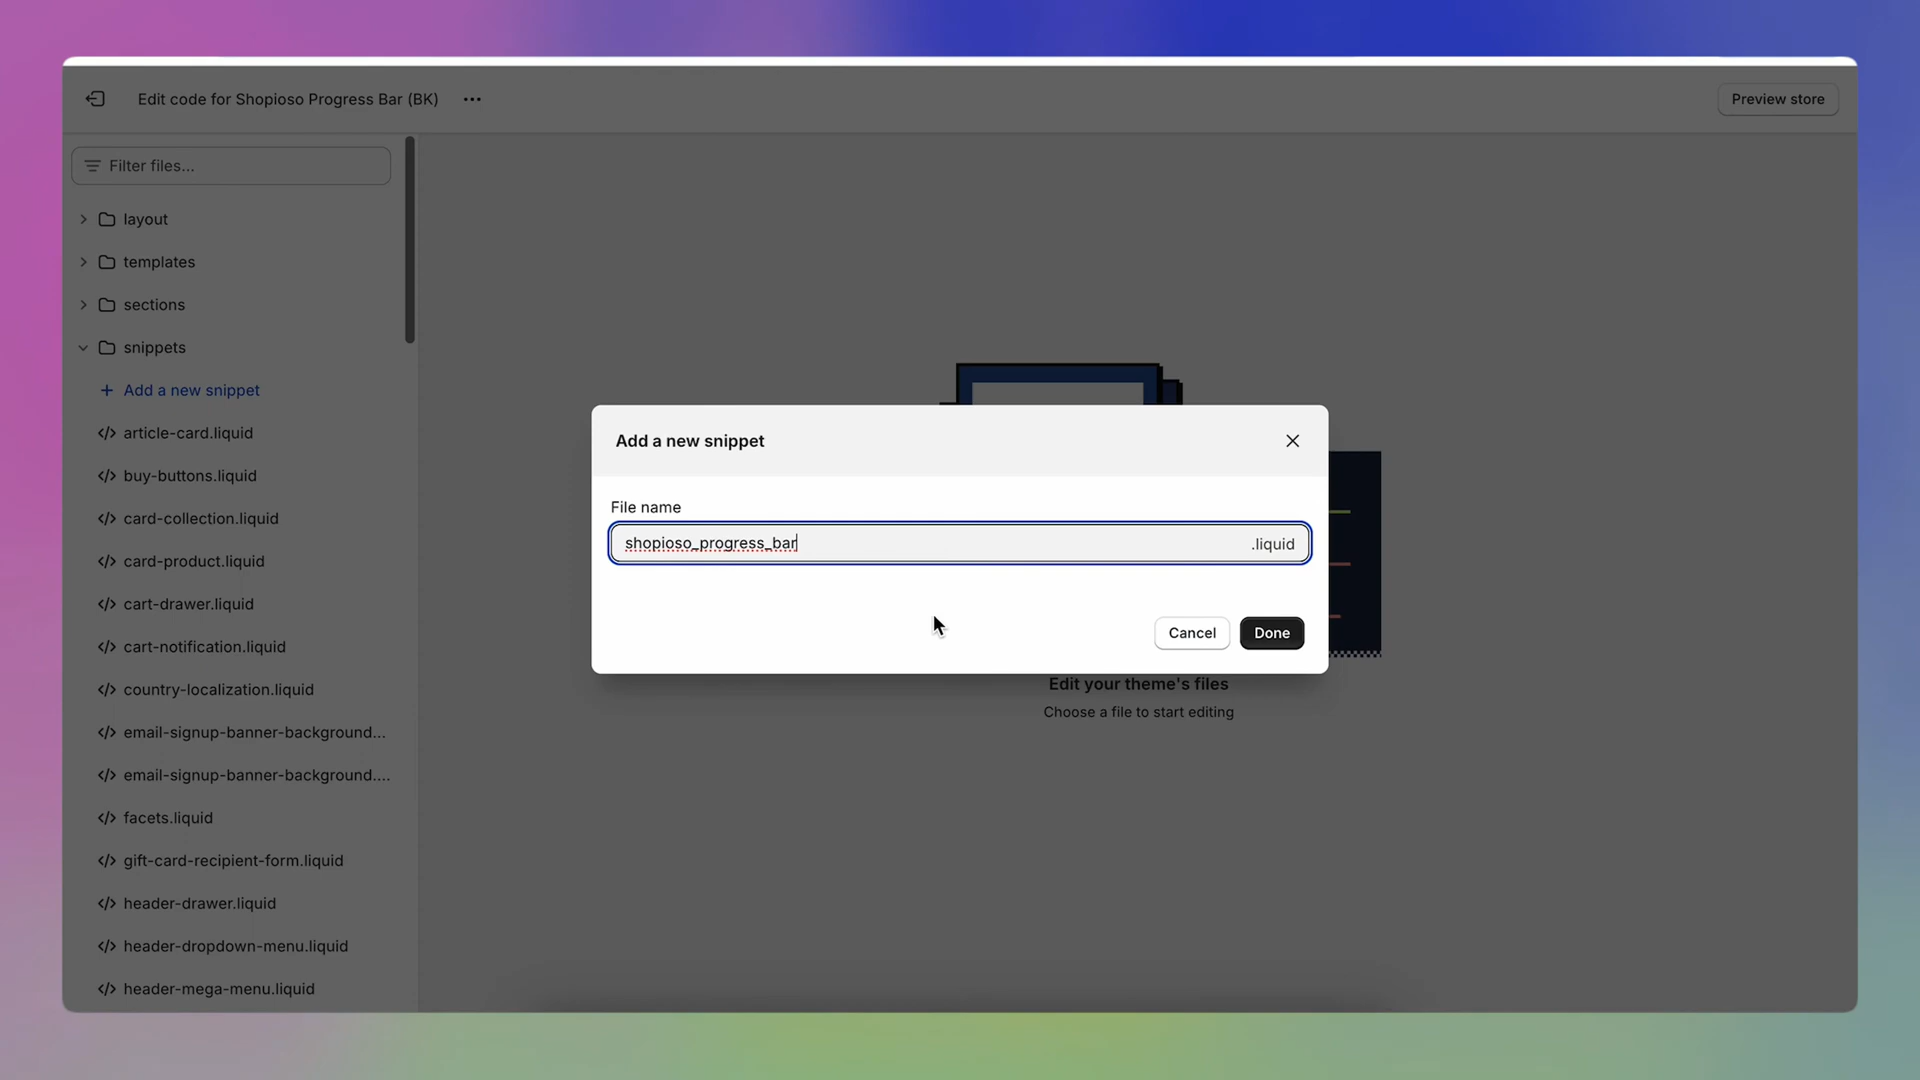 Edit code for Shopioso Progress Bar (BK) ...
Preview store
Filter files...
layout
templates
sections
snippets
+ Add a new snippet
</> article-card.liquid
</> buy-buttons.liquid
</> card-collection.liquid
</> card-product.liquid
</> cart-drawer.liquid
</> cart-notification.liquid
</> country-localization.liquid
</> email-signup-banner-background...
</> email-signup-banner-background....
</> facets.liquid
</> gift-card-recipient-form.liquid
</> header-drawer.liquid
</> header-dropdown-menu.liquid
</> header-mega-menu.liquid
Add a new snippet
File name
shopioso_progress_bar .liquid
Cancel Done
Edit your theme's files
Choose a file to start editing